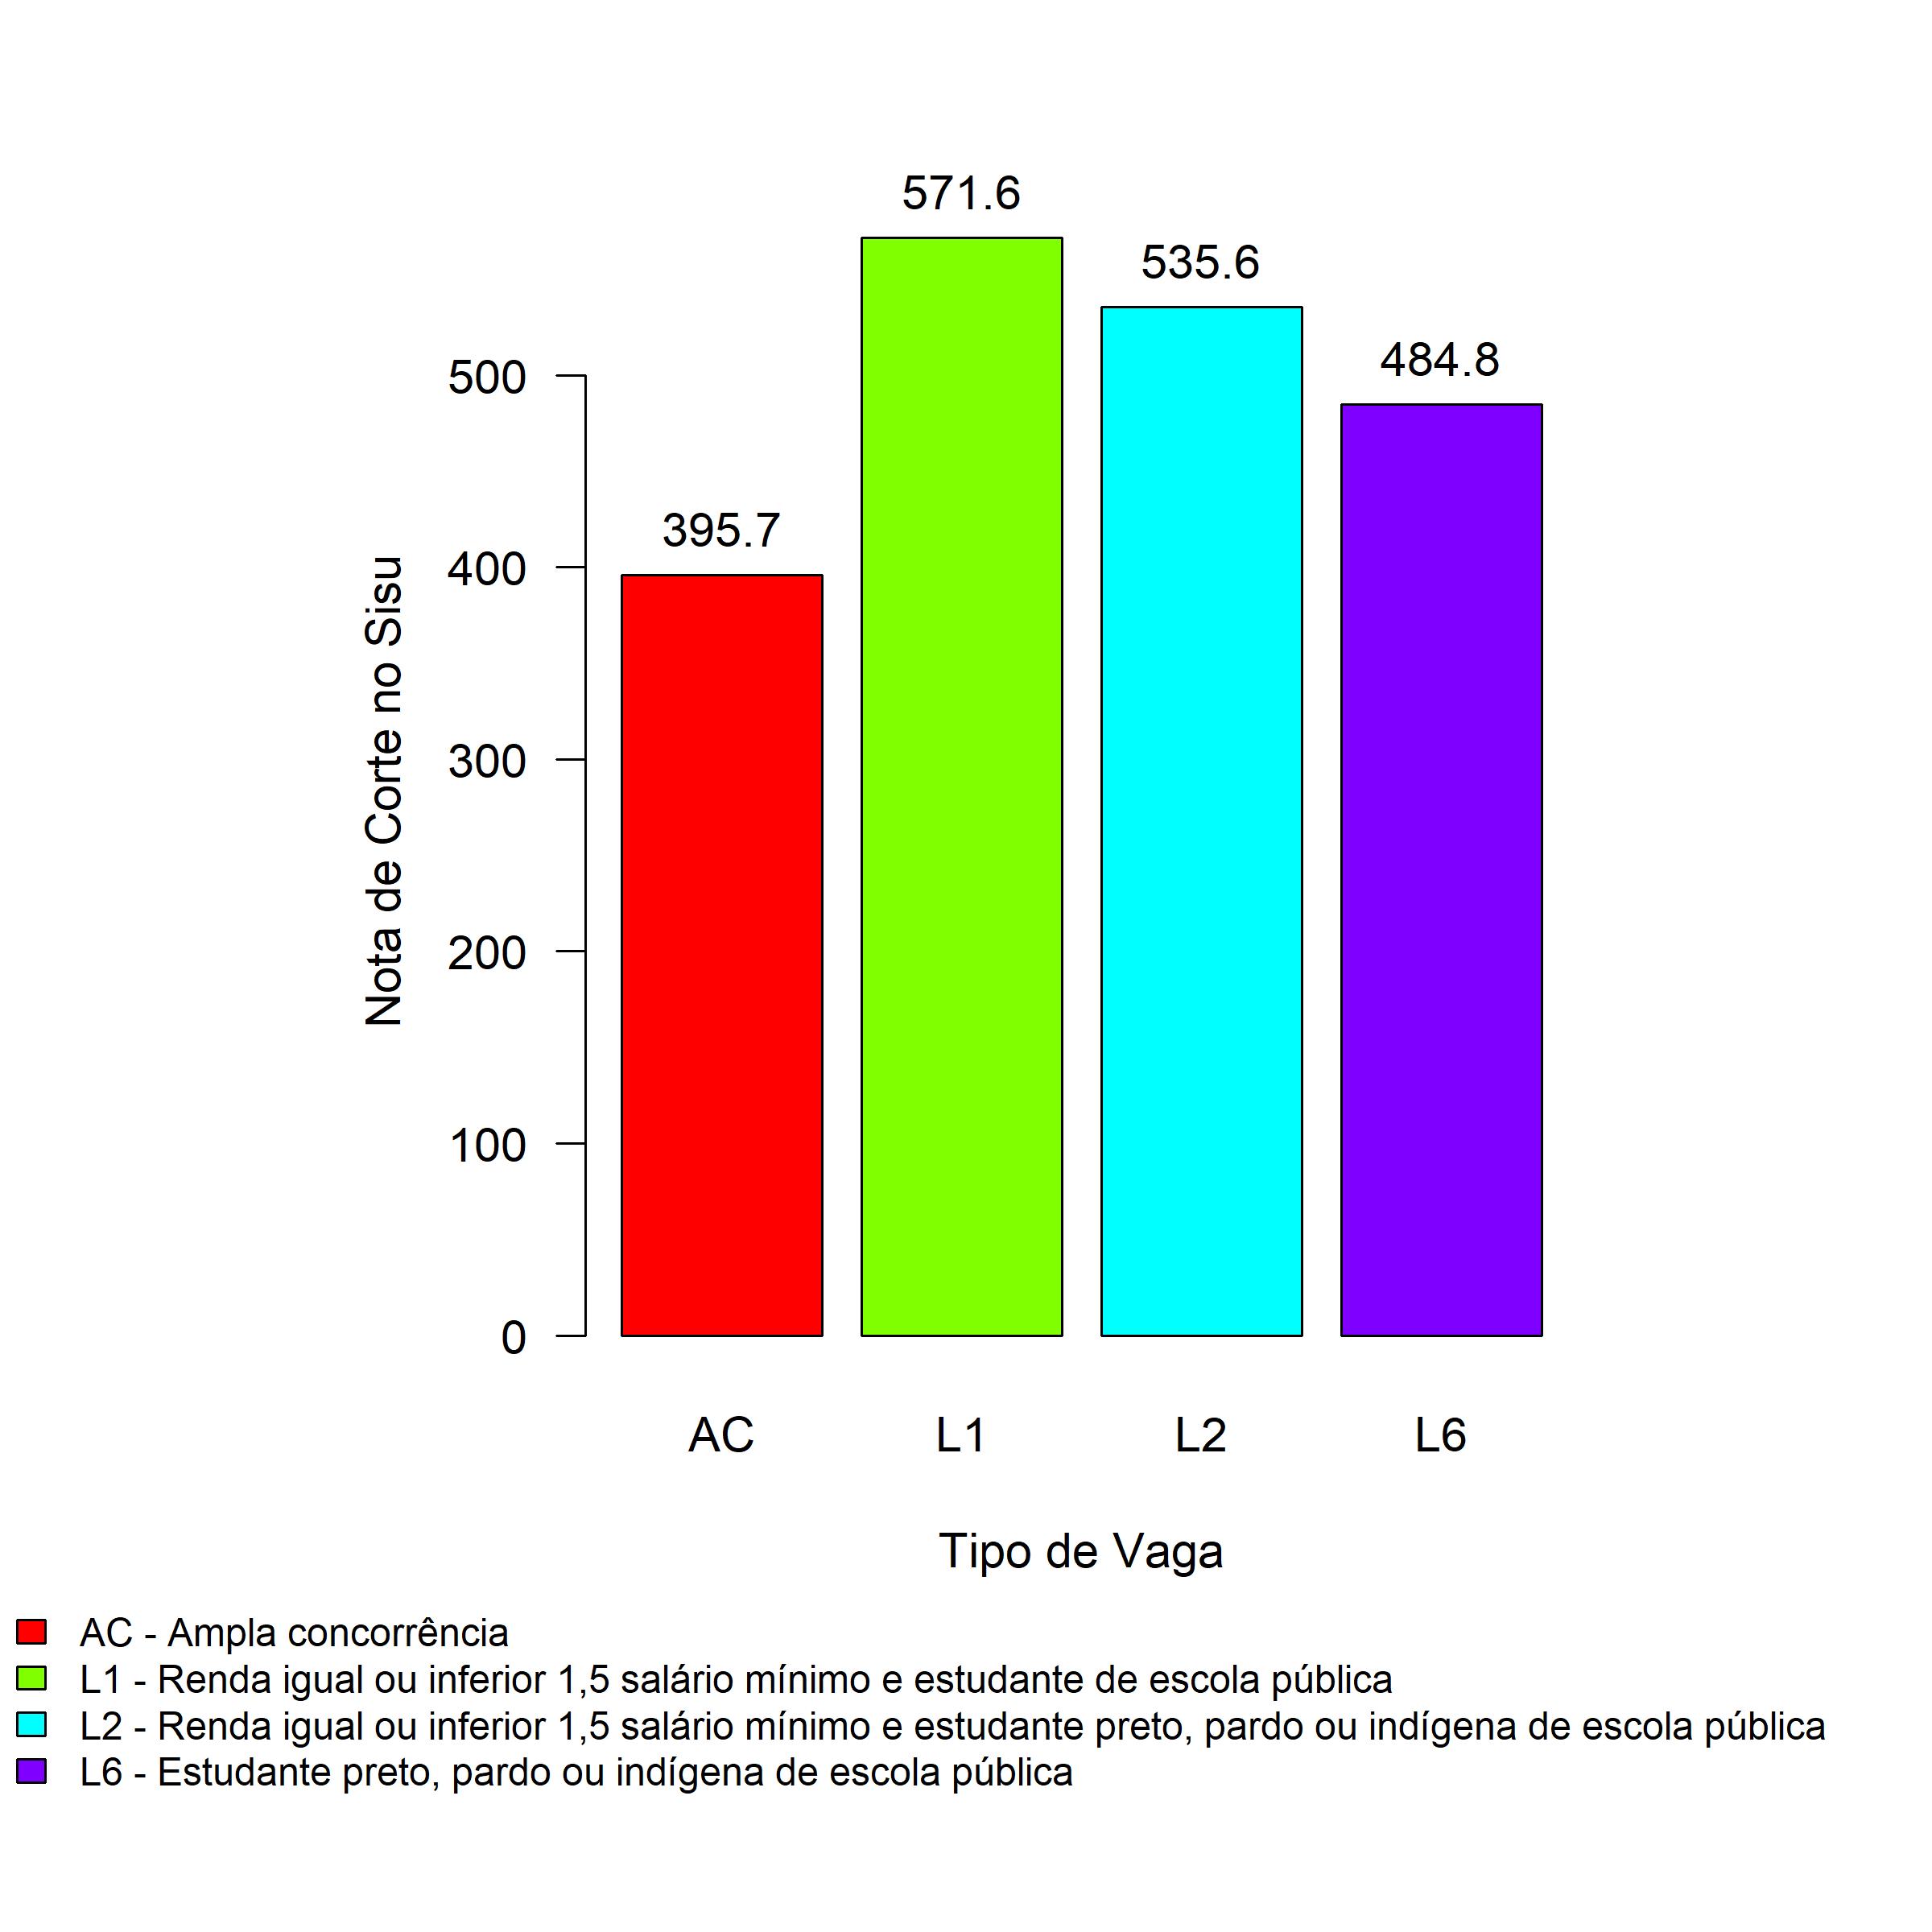 571.6
535.6
484.8
395.7
500
400
300
200
100
0
Nota de Corte no Sisu
AC
L1
L2
L6
Tipo de Vaga
AC - Ampla concorrência
L1 - Renda igual ou inferior 1,5 salário mínimo e estudante de escola pública
L2 - Renda igual ou inferior 1,5 salário mínimo e estudante preto, pardo ou indígena de escola pública
L6 - Estudante preto, pardo ou indígena de escola pública